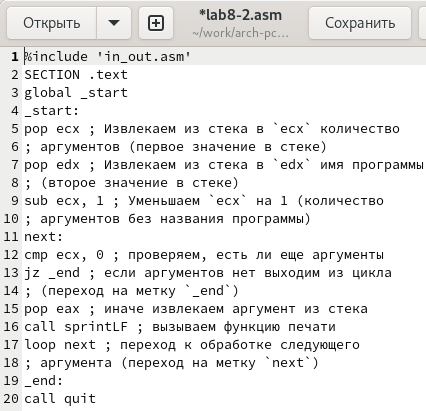 Открыть
*lab8-2.asm
~/work/arch-pc…
Сохранить
1 %include 'in_out.asm'
2 SECTION .text
3 global _start
4 _start:
5 pop ecx ; Извлекаем из стека в `ecx` количество
6 ; аргументов (первое значение в стеке)
7 pop edx ; Извлекаем из стека в `edx` имя программы
8 ; (второе значение в стеке)
9 sub ecx, 1 ; Уменьшаем `ecx` на 1 (количество
10 ; аргументов без названия программы)
11 next:
12 cmp ecx, 0 ; проверяем, есть ли еще аргументы
13 jz _end ; если аргументов нет выходим из цикла
14 ; (переход на метку `_end`)
15 pop eax ; иначе извлекаем аргумент из стека
16 call sprintLF ; вызываем функцию печати
17 loop next ; переход к обработке следующего
18 ; аргумента (переход на метку `next`)
19 _end:
20 call quit